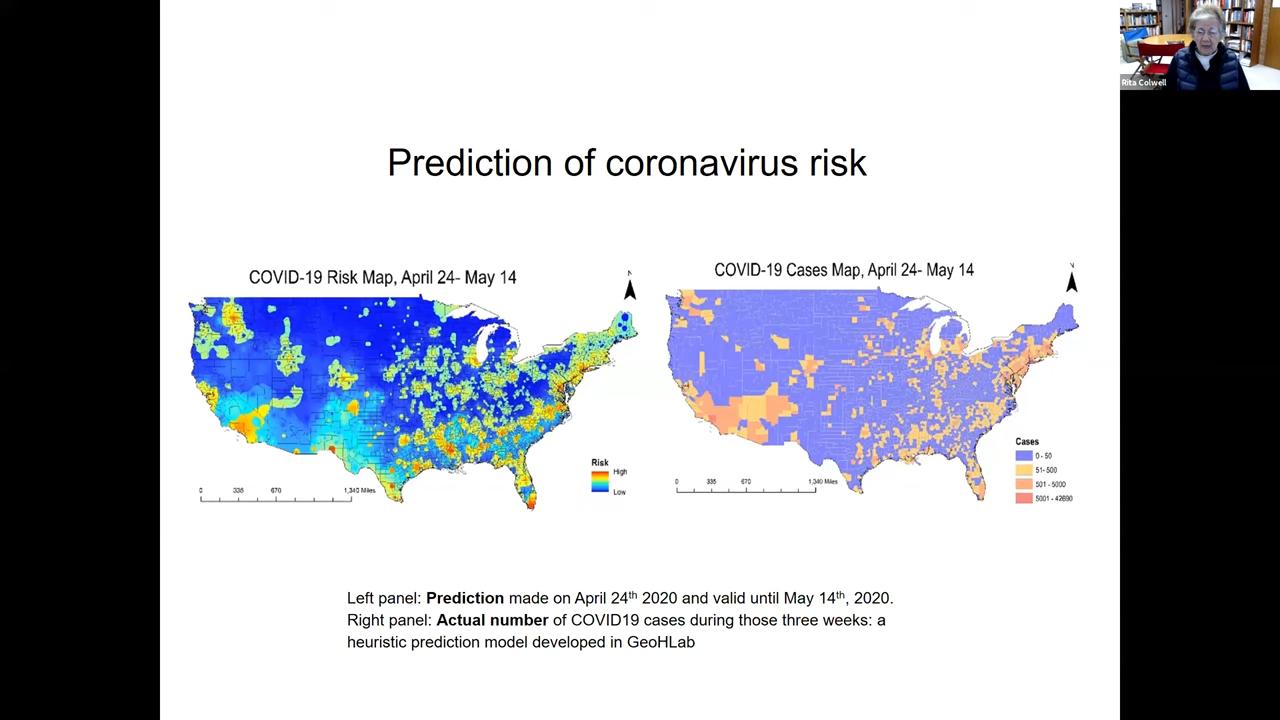 Rita Colwell
Prediction of coronavirus risk
COVID-19 Risk Map, April 24- May 14
N
Risk
High
Low
0 335 670 1,340 Miles
COVID-19 Cases Map, April 24- May 14
N
Cases
0 - 50
51- 500
501 - 5000
5001 - 42690
0 335 670 1,340 Miles
Left panel: Prediction made on April 24th 2020 and valid until May 14th, 2020.
Right panel: Actual number of COVID19 cases during those three weeks: a
heuristic prediction model developed in GeoHLab